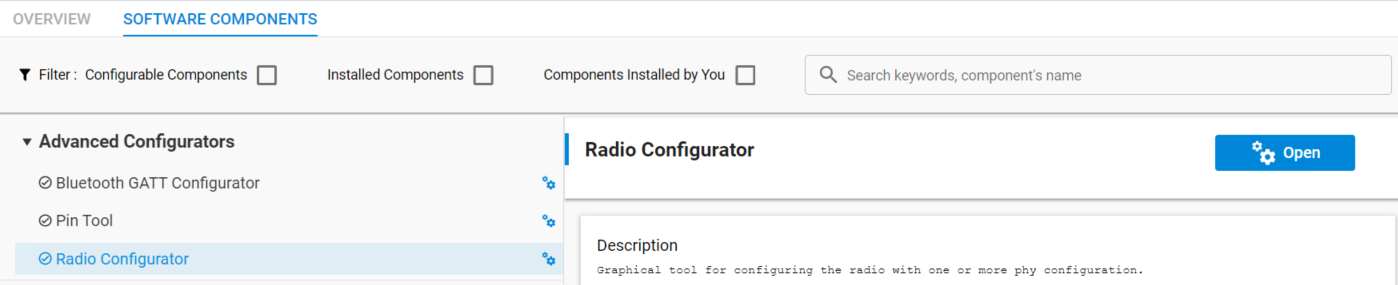 OVERVIEW SOFTWARE COMPONENTS
Filter : Configurable Components Installed Components Components Installed by You Search keywords, component's name
Advanced Configurators
Bluetooth GATT Configurator
Pin Tool
Radio Configurator
Radio Configurator Open
Description
Graphical tool for configuring the radio with one or more phy configuration.